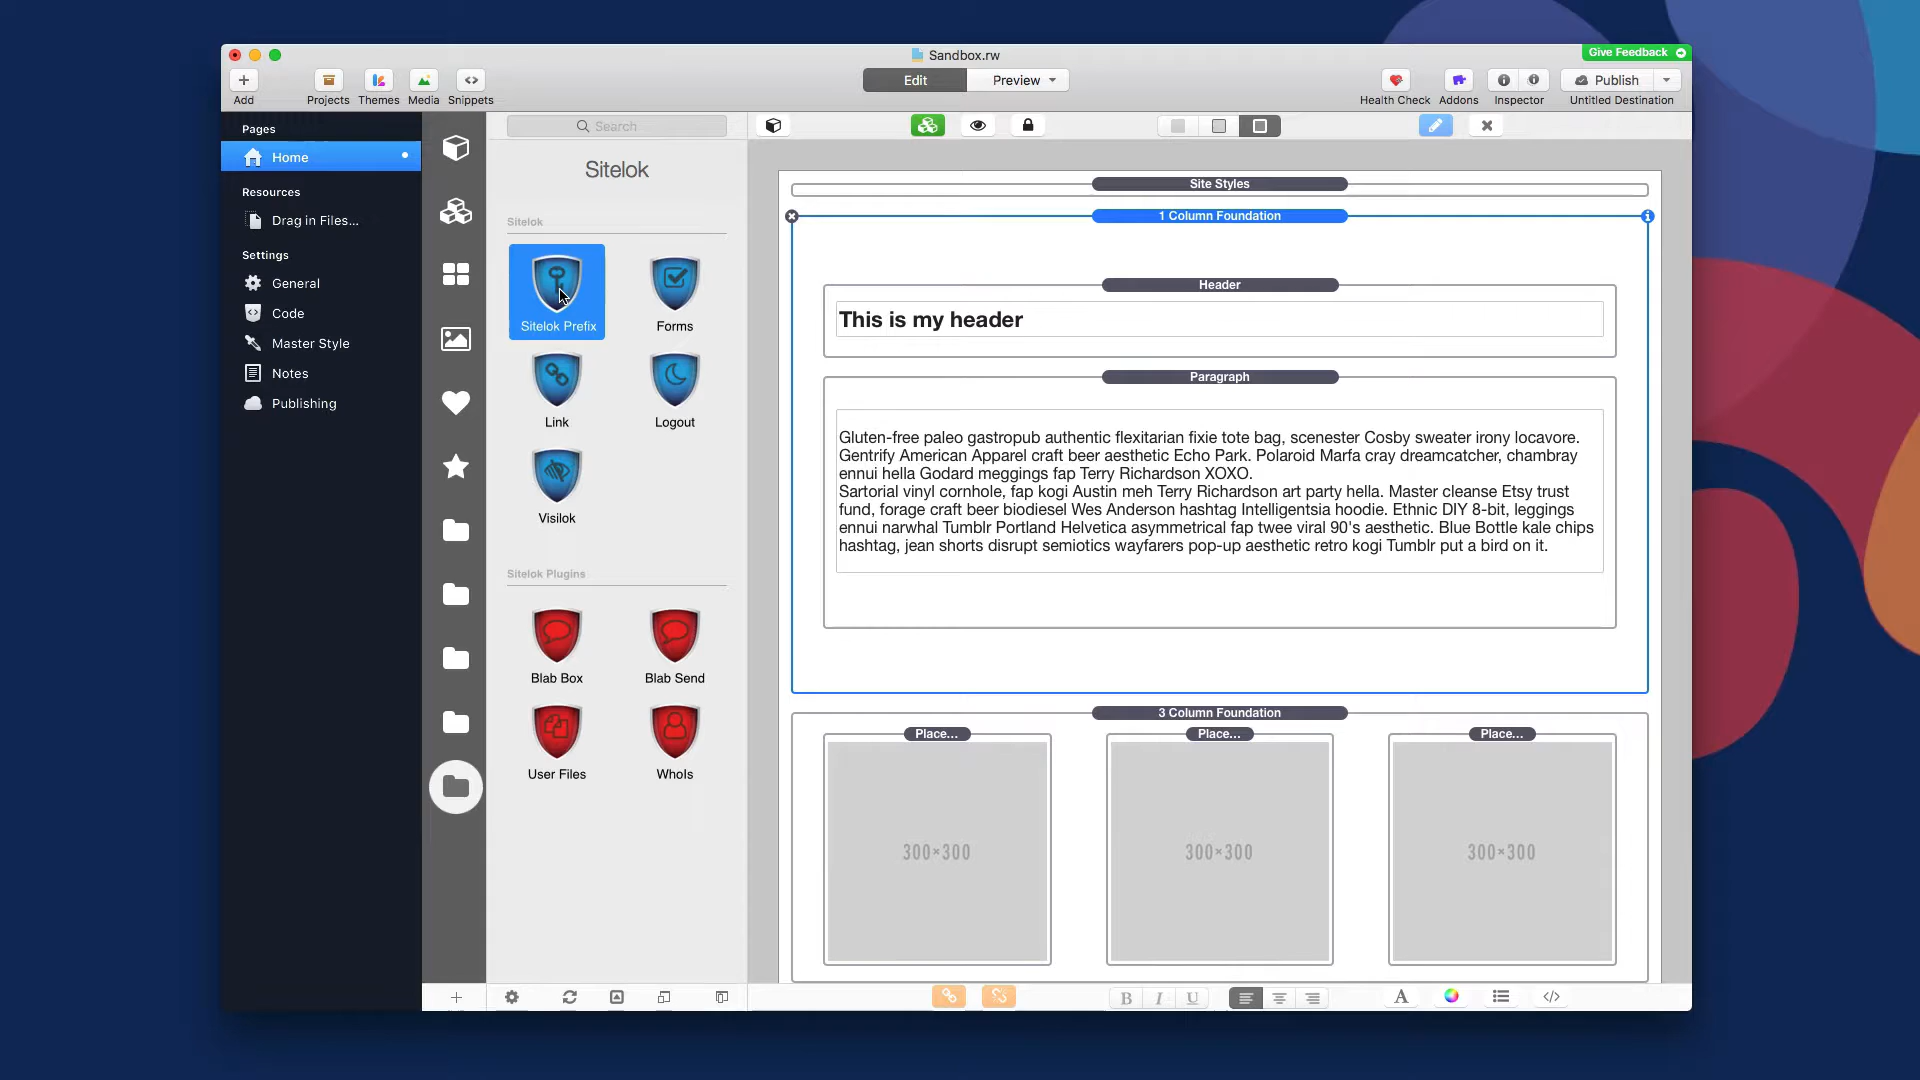 Sandbox.rw
Give Feedback
Add
Projects
Themes
Media
Snippets
Edit
Preview
Health Check
Addons
Inspector
Publish
Untitled Destination
Pages
Home
Resources
Drag in Files...
Settings
General
Code
Master Style
Notes
Publishing
Search
Sitelok
Sitelok
Sitelok Prefix
Forms
Link
Logout
Visilok
Sitelok Plugins
Blab Box
Blab Send
User Files
WhoIs
Site Styles
1 Column Foundation
Header
This is my header
Paragraph
Gluten-free paleo gastropub authentic flexitarian fixie tote bag, scenester Cosby sweater irony locavore.
Gentrify American Apparel craft beer aesthetic Echo Park. Polaroid Marfa cray dreamcatcher, chambray
ennui hella Godard meggings fap Terry Richardson XOXO.
Sartorial vinyl cornhole, fap kogi Austin meh Terry Richardson art party hella. Master cleanse Etsy trust
fund, forage craft beer biodiesel Wes Anderson hashtag Intelligentsia hoodie. Ethnic DIY 8-bit, leggings
ennui narwhal Tumblr Portland Helvetica asymmetrical fap twee viral 90's aesthetic. Blue Bottle kale chips
hashtag, jean shorts disrupt semiotics wayfarers pop-up aesthetic retro kogi Tumblr put a bird on it.
3 Column Foundation
Place...
Place...
Place...
300×300
300×300
300×300
B I U
A